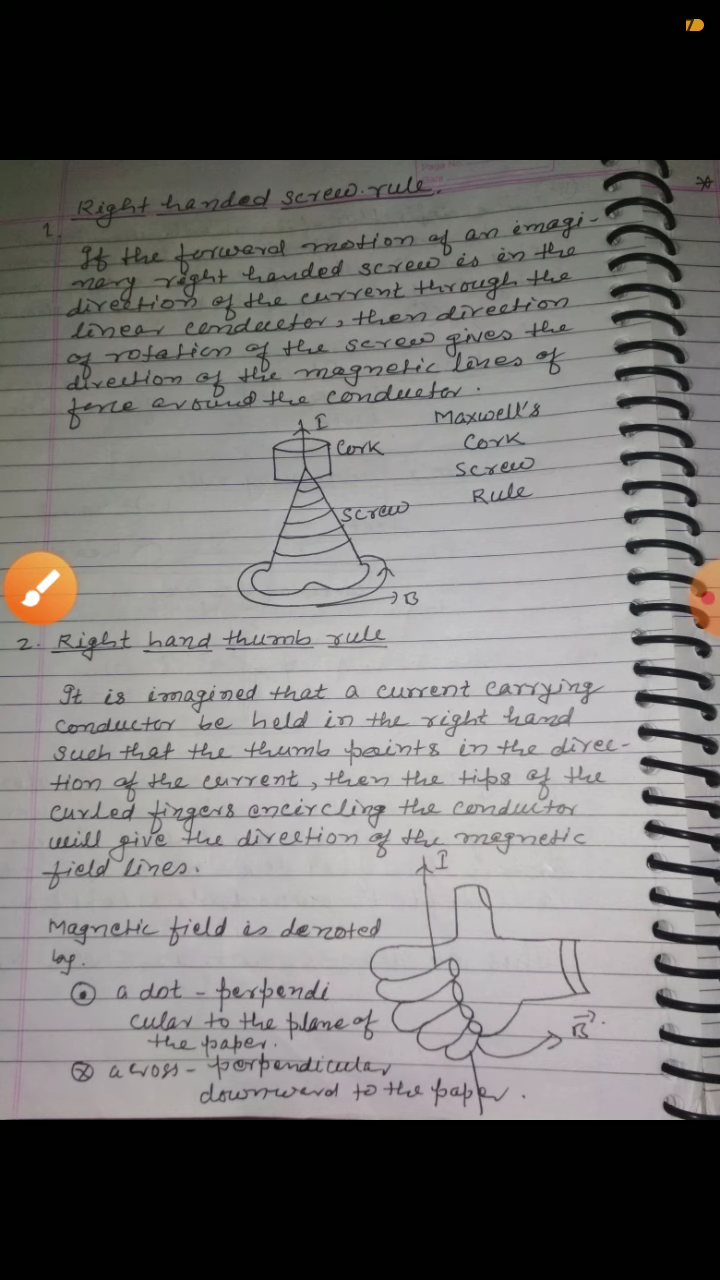 Right handed screw rule.
1.
If the forward motion of an imagi-
nary right handed screw is in the
direction of the current through the
linear conductor, then direction
of rotation of the screw gives the
direction of the magnetic lines of
force around the conductor.
I
Cork
Screw
B
Maxwell's
Cork
Screw
Rule
2. Right hand thumb rule
It is imagined that a current carrying
conductor be held in the right hand
such that the thumb points in the direc-
tion of the current, then the tips of the
curled fingers encircling the conductor
will give the direction of the magnetic
field lines.
I
B
Magnetic field is denoted
by.
a dot - perpendi
cular to the plane of
the paper.
a cross - perpendicular
downward to the paper.